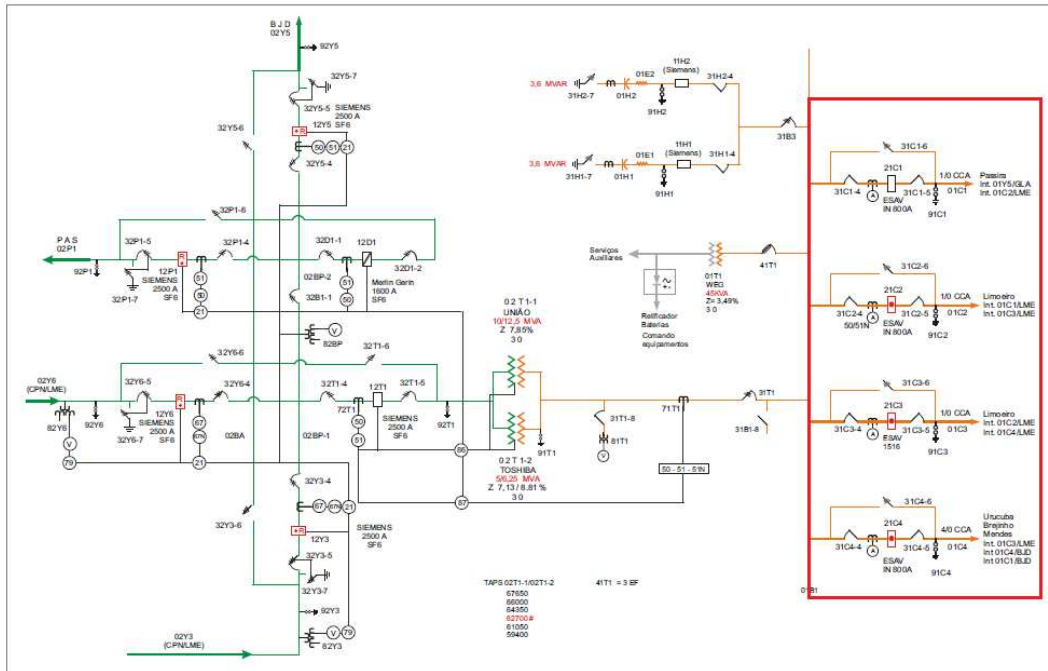 B J D
02Y5
92Y5
32Y5-7
32Y5-5
SIEMENS
2500 A
SF6
12Y5
R
50
51
21
32Y5-6
32Y5-4
32P1-6
P A S
02P1
32P1-5
12P1
R
32P1-4
32D1-1
12D1
92P1
32P1-7
SIEMENS
2500 A
SF6
51
50
21
02BP-2
32B1-1
51
50
32D1-2
Merlin Gerin
1600 A
SF6
V
82BP
32Y6-6
32T1-6
02Y6
(CPN/LME)
32Y6-5
12Y6
R
32Y6-4
32T1-4
12T1
32T1-5
82Y6
92Y6
32Y6-7
SIEMENS
2500 A
SF6
67
67N
02BA
02BP-1
72T1
50
51
SIEMENS
2500 A
SF6
92T1
V
79
21
86
87
32Y3-4
67
67N
21
32Y3-6
R
12Y3
SIEMENS
2500 A
SF6
32Y3-5
32Y3-7
92Y3
02Y3
(CPN/LME)
V
79
82Y3
0 2 T1-1
UNIÃO
10/12,5 MVA
Z 7,85%
3 0
91T1
0 2 T1-2
TOSHIBA
5/6,25 MVA
Z 7,13 / 8,81 %
3 0
31T1-8
81T1
V
71T1
31T1
31B1-8
50 - 51 - 51N
TAPS 02T1-1/02T1-2
67650
66000
64350
62700#
61050
59400
41T1 = 3 EF
3,6 MVAR
31H2-7
01H2
01E2
91H2
11H2
(Siemens)
31H2-4
3,6 MVAR
31H1-7
01H1
01E1
91H1
11H1
(Siemens)
31H1-4
31B3
Serviços
Auxiliares
01T1
WEG
45KVA
Z= 3,49%
3 0
41T1
Retificador
Baterias
Comando
equipamentos
31C1-6
31C1-4
A
21C1
ESAV
IN 800A
31C1-5
91C1
1/0 CCA
01C1
Passira
Int. 01Y5/GLA
Int. 01C2/LME
31C2-6
31C2-4
50/51N
A
21C2
ESAV
IN 800A
31C2-5
91C2
1/0 CCA
01C2
Limoeiro
Int. 01C1/LME
Int. 01C3/LME
31C3-6
31C3-4
A
21C3
ESAV
1516
31C3-5
91C3
1/0 CCA
01C3
Limoeiro
Int. 01C2/LME
Int. 01C4/LME
31C4-6
31C4-4
A
21C4
ESAV
IN 800A
31C4-5
91C4
4/0 CCA
01C4
Urucuba
Brejinho
Mendes
Int. 01C3/LME
Int 01C4/BJD
Int 01C1/BJD
01B1